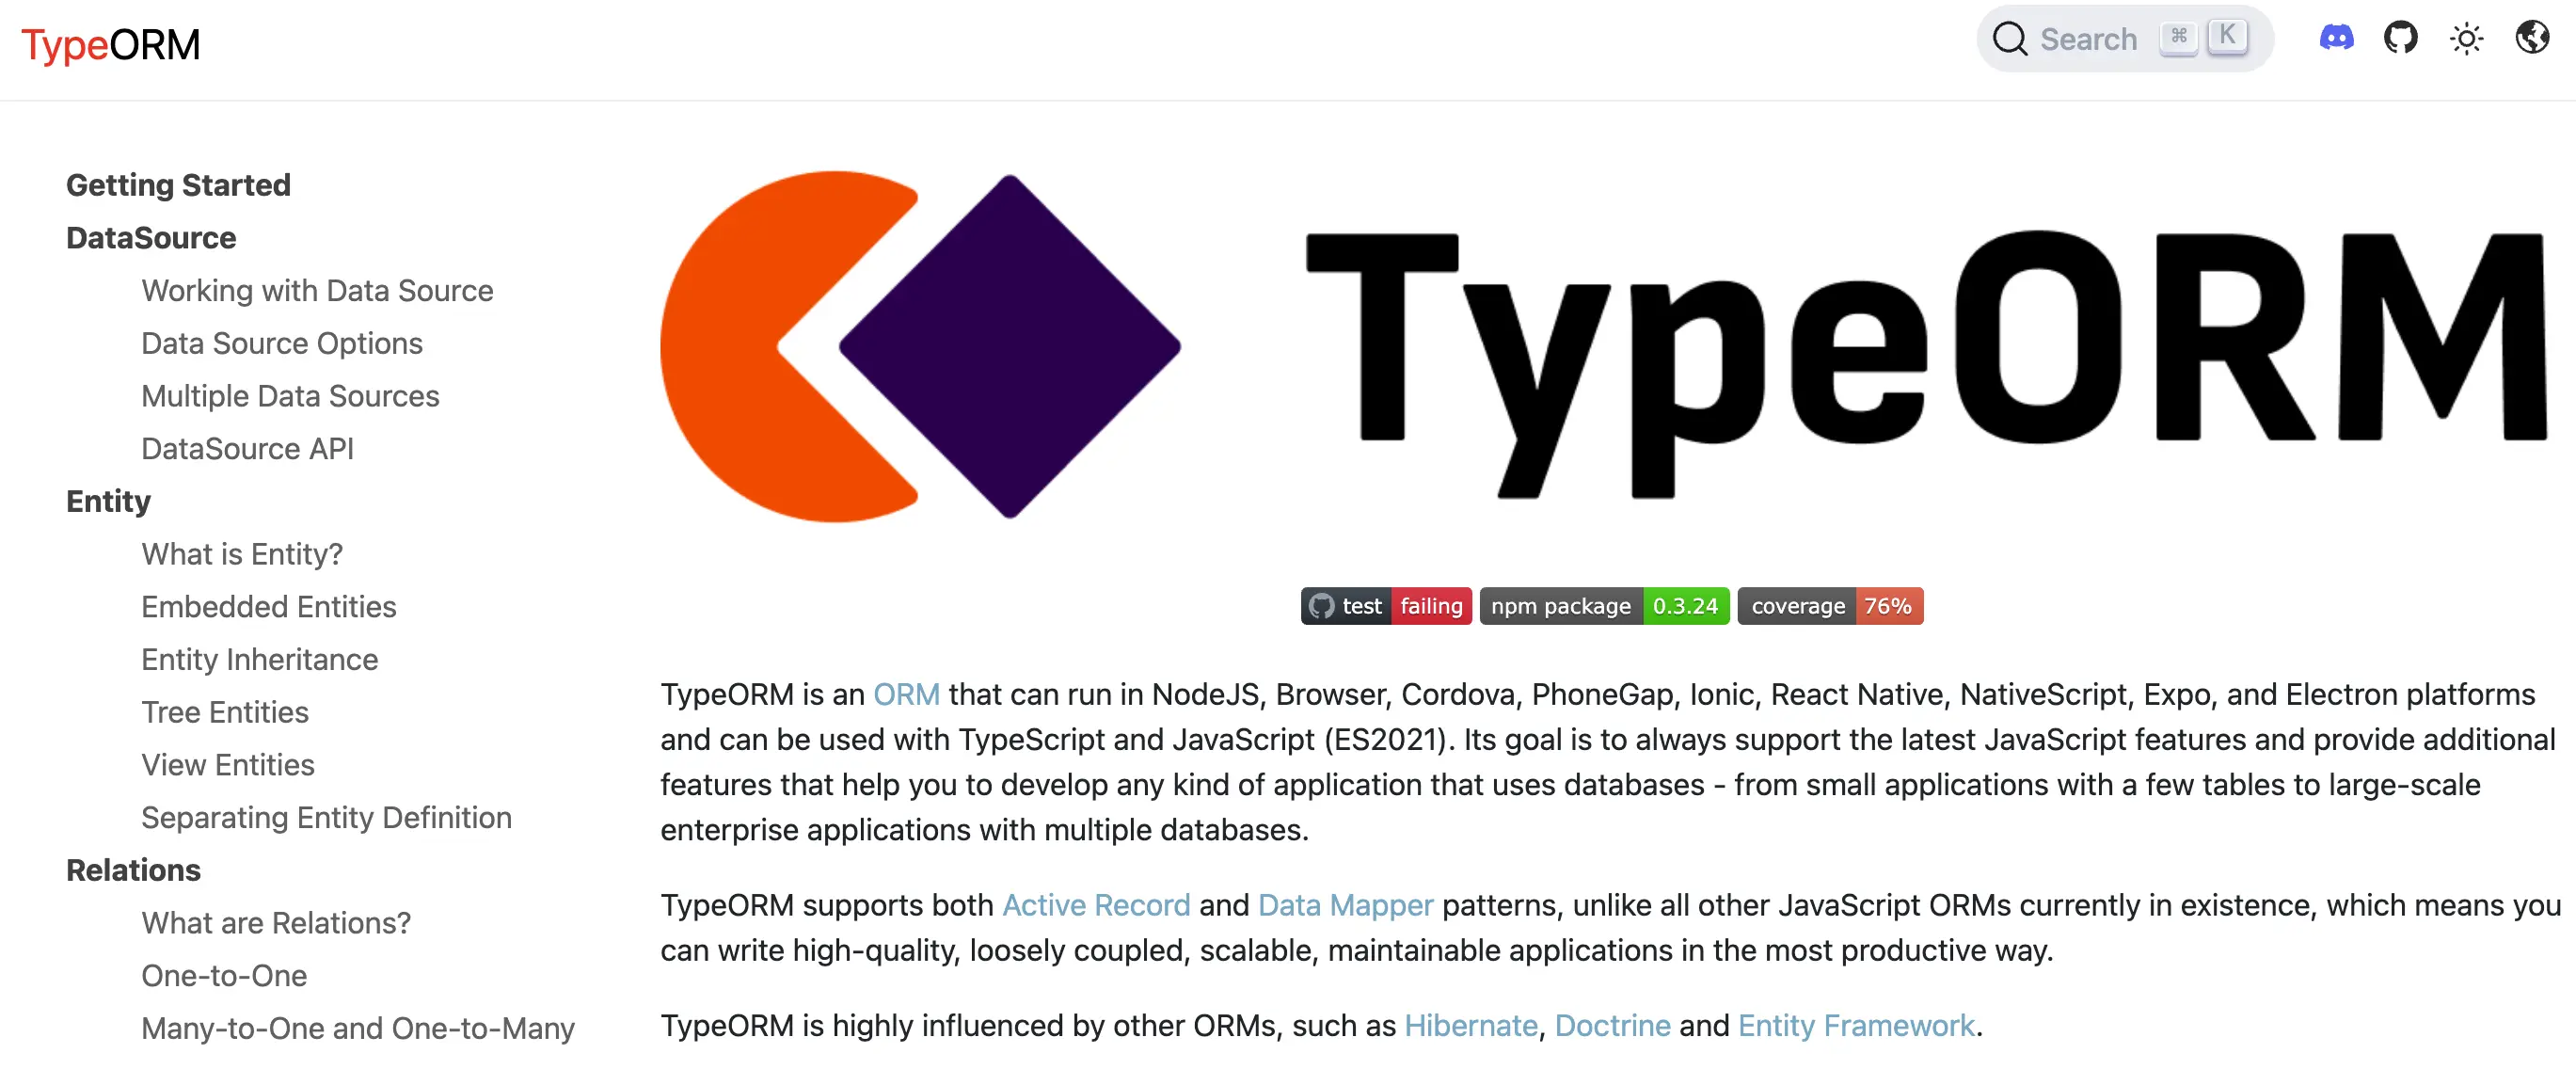 TypeORM
Search ⌘ K
Getting Started
DataSource
Working with Data Source
Data Source Options
Multiple Data Sources
DataSource API
Entity
What is Entity?
Embedded Entities
Entity Inheritance
Tree Entities
View Entities
Separating Entity Definition
Relations
What are Relations?
One-to-One
Many-to-One and One-to-Many
TypeORM
test failing npm package 0.3.24 coverage 76%
TypeORM is an ORM that can run in NodeJS, Browser, Cordova, PhoneGap, Ionic, React Native, NativeScript, Expo, and Electron platforms
and can be used with TypeScript and JavaScript (ES2021). Its goal is to always support the latest JavaScript features and provide additional
features that help you to develop any kind of application that uses databases - from small applications with a few tables to large-scale
enterprise applications with multiple databases.
TypeORM supports both Active Record and Data Mapper patterns, unlike all other JavaScript ORMs currently in existence, which means you
can write high-quality, loosely coupled, scalable, maintainable applications in the most productive way.
TypeORM is highly influenced by other ORMs, such as Hibernate, Doctrine and Entity Framework.